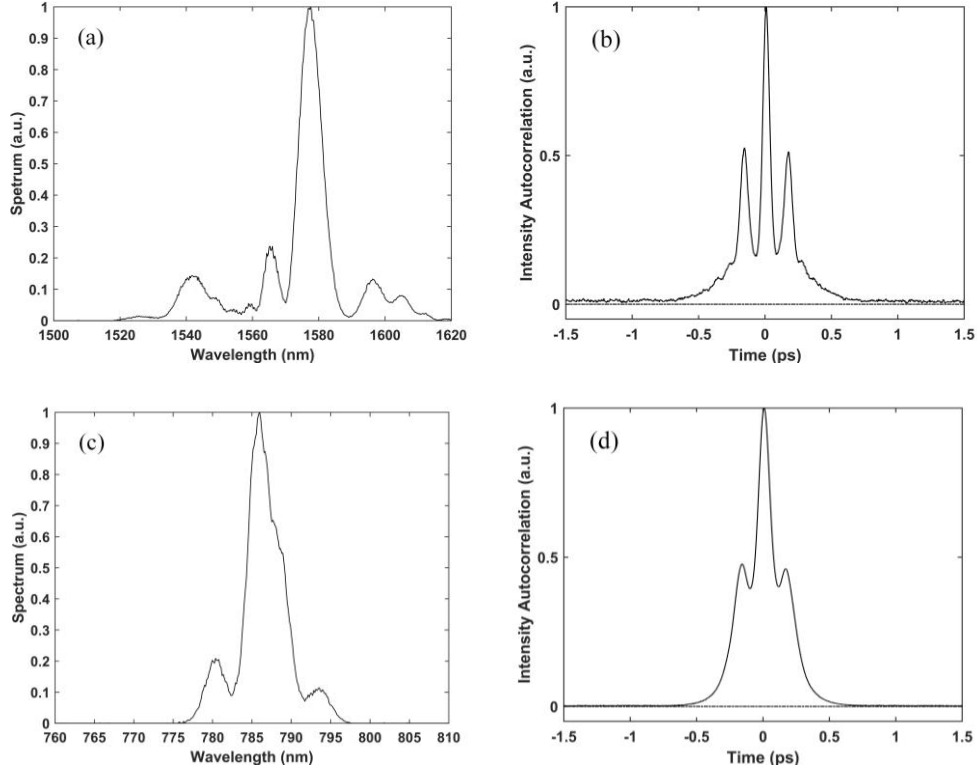 (a)
Spetrum (a.u.)
1
0.9
0.8
0.7
0.6
0.5
0.4
0.3
0.2
0.1
0
1500 1520 1540 1560 1580 1600 1620
Wavelength (nm)
(b)
Intensity Autocorrelation (a.u.)
1
0.5
0
-1.5 -1 -0.5 0 0.5 1 1.5
Time (ps)
(c)
Spectrum (a.u.)
1
0.9
0.8
0.7
0.6
0.5
0.4
0.3
0.2
0.1
0
760 765 770 775 780 785 790 795 800 805 810
Wavelength (nm)
(d)
Intensity Autocorrelation (a.u.)
1
0.5
0
-1.5 -1 -0.5 0 0.5 1 1.5
Time (ps)